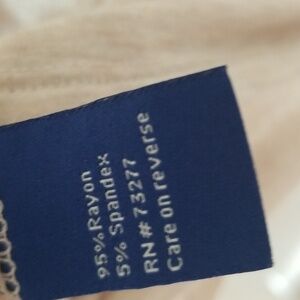 95% Rayon
5% Spandex
RN # 73277
Care on reverse